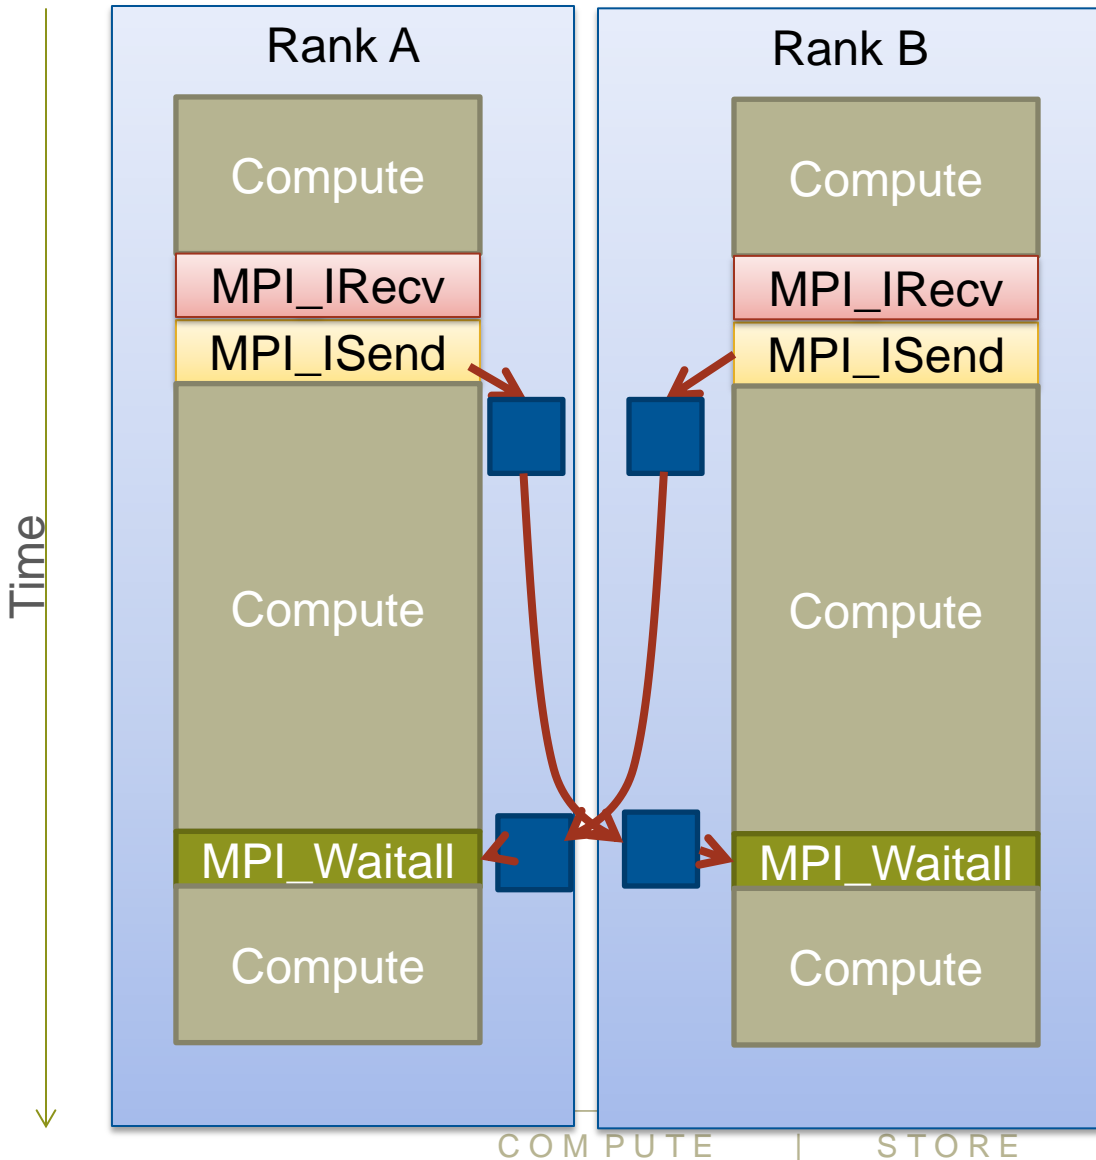 Rank A
Compute
MPI_IRecv
MPI_ISend
Compute
MPI_Waitall
Compute
Rank B
Compute
MPI_IRecv
MPI_ISend
Compute
MPI_Waitall
Compute
Time
COMPUTE | STORE